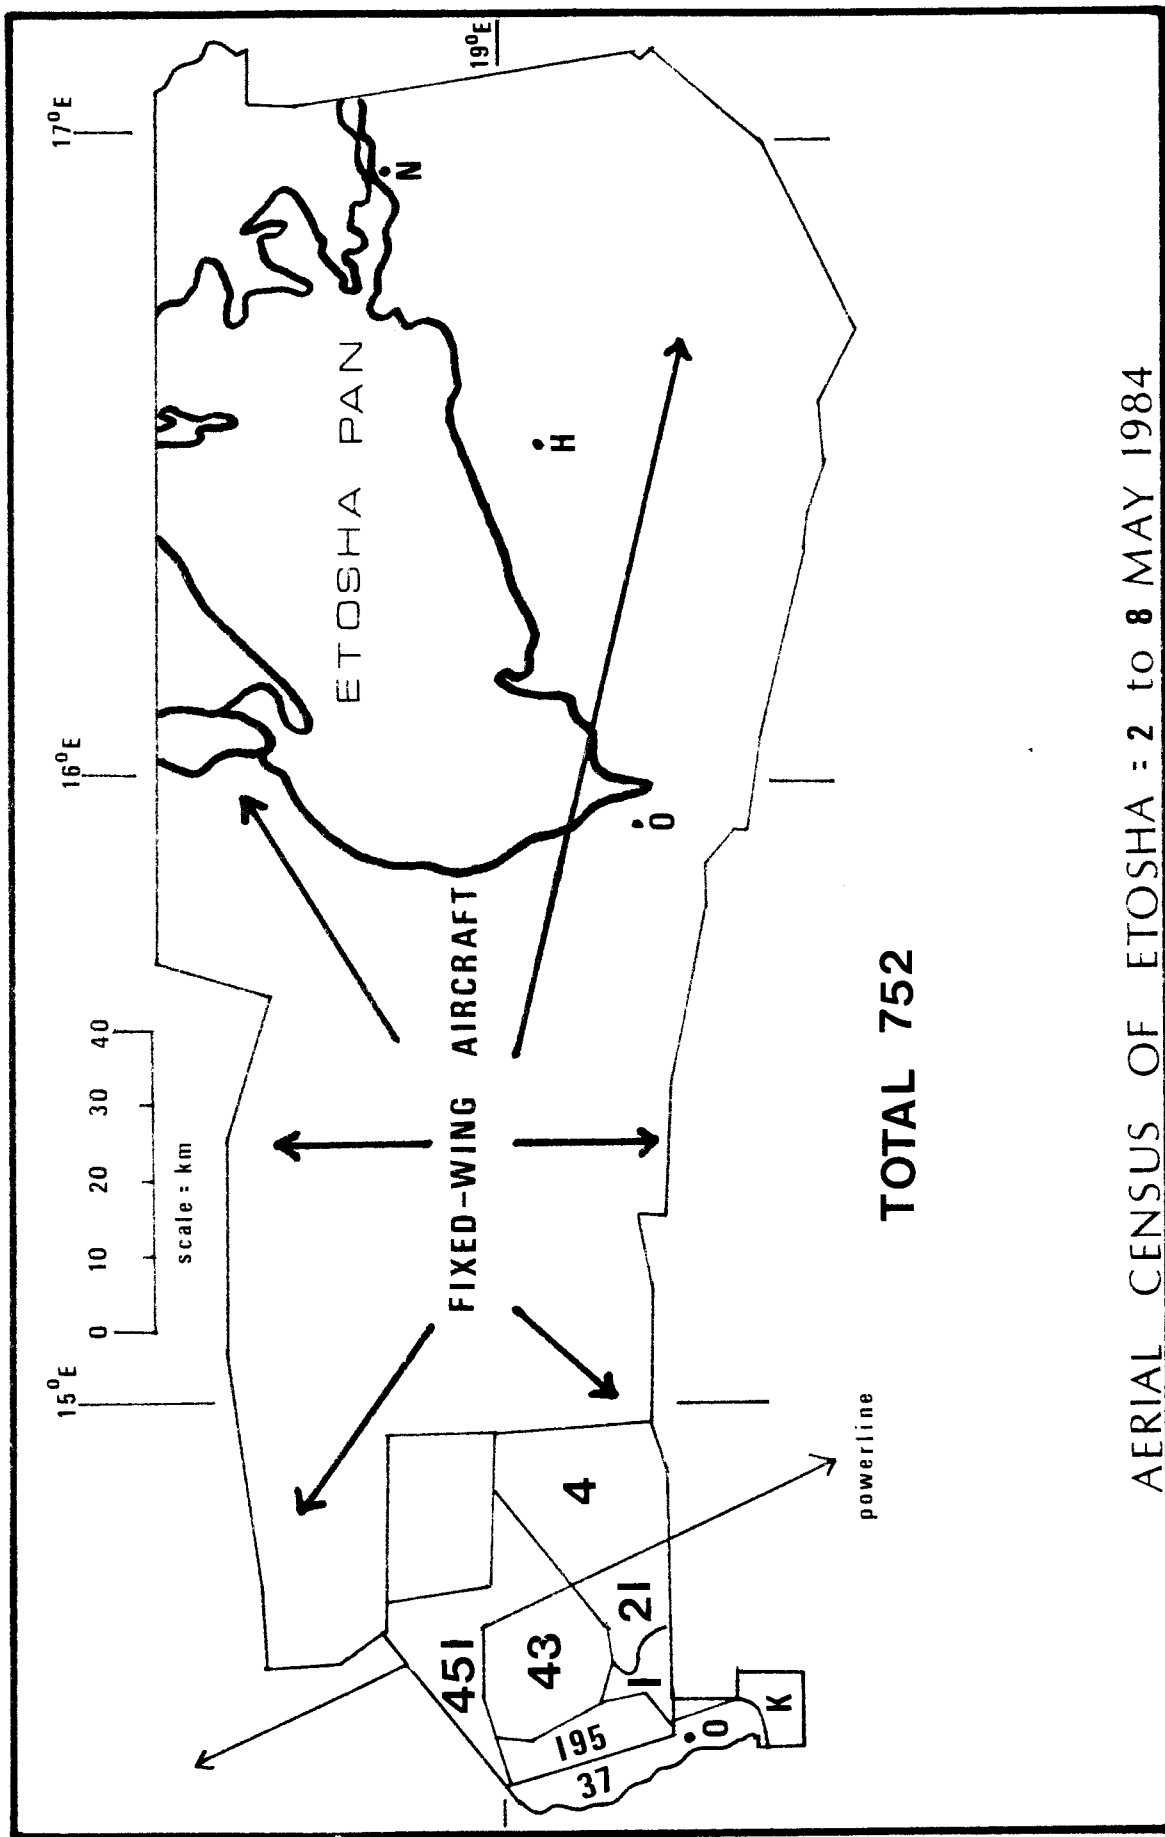 17°E
16°E
15°E
19°E
0 10 20 30 40
scale = km
ETOSHA PAN
N
H
O
FIXED-WING AIRCRAFT
451
43
4
195
21
1
37
O
K
powerline
TOTAL 752
AERIAL CENSUS OF ETOSHA = 2 to 8 MAY 1984